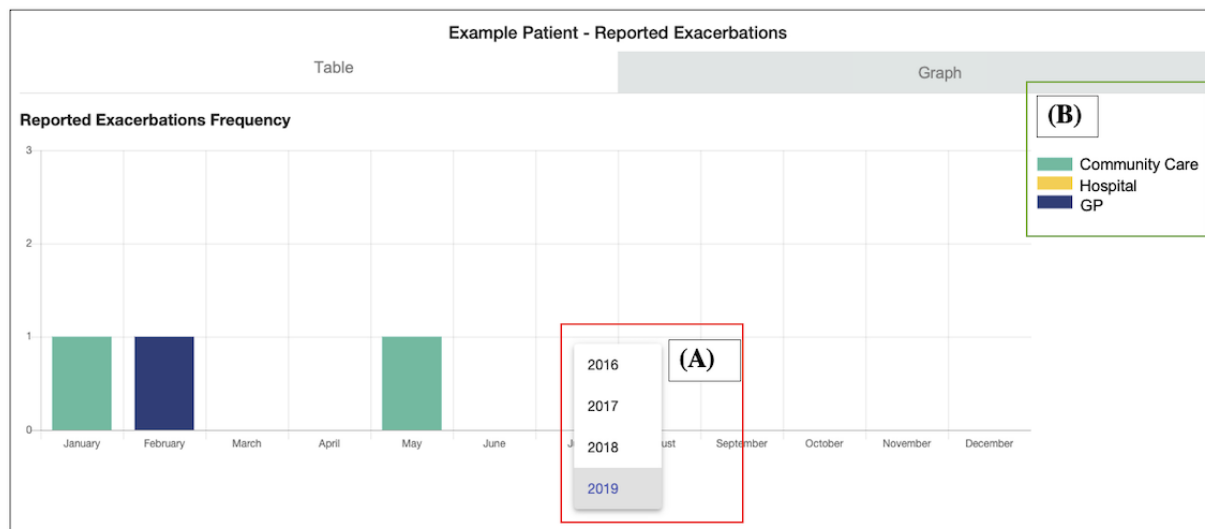 Example Patient - Reported Exacerbations
Table
Graph
(B)
Reported Exacerbations Frequency
Community Care
Hospital
GP
3
2
1
0
(A)
2016
2017
2018
2019
January February March April May June September October November December